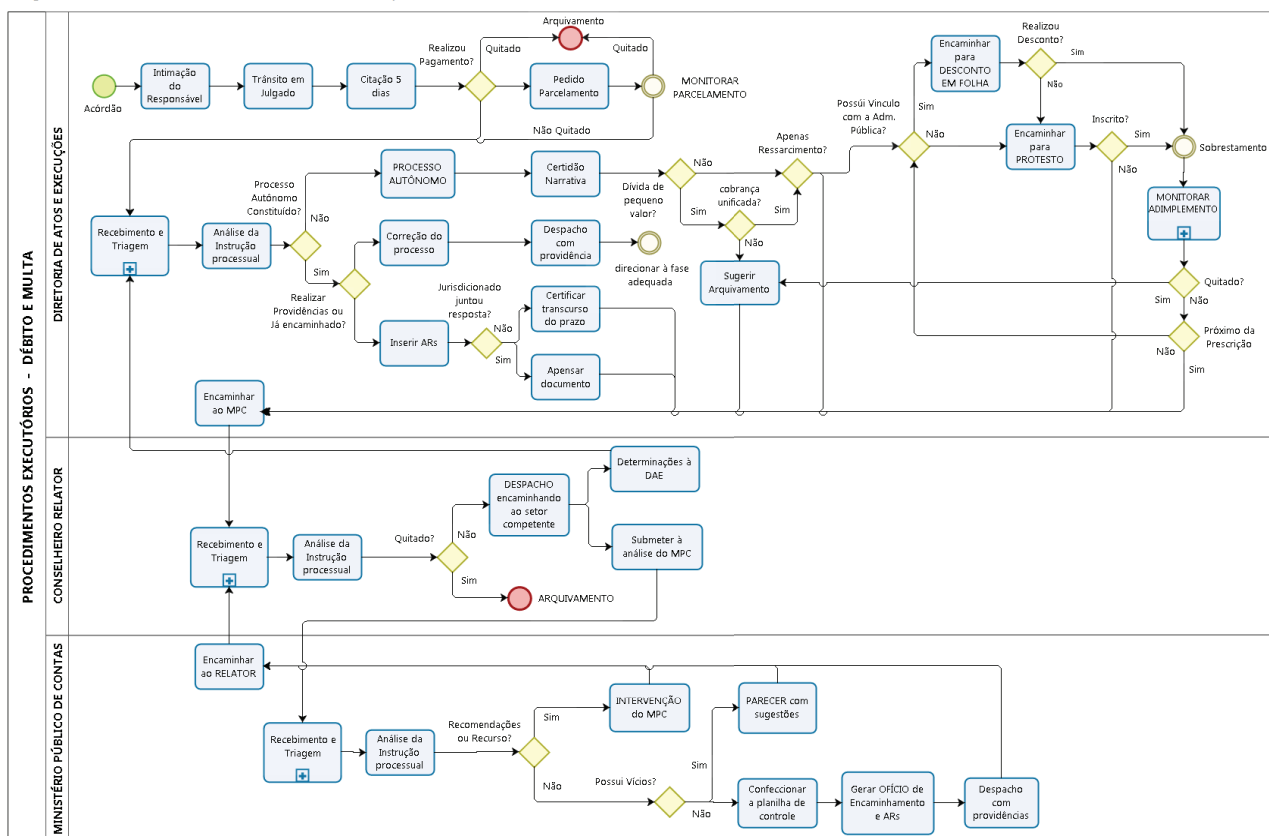 PROCEDIMENTOS EXECUTÓRIOS - DÉBITO E MULTA
DIRETORIA DE ATOS E EXECUÇÕES
Acórdão
Intimação
do
Responsável
Trânsito em
Julgado
Citação 5
dias
Realizou
Pagamento?
Quitado
Arquivamento
Quitado
Pedido
Parcelamento
MONITORAR
PARCELAMENTO
Não Quitado
Recebimento e
Triagem
Análise da
Instrução
processual
Processo
Autônomo
Constituído?
Não
Sim
PROCESSO
AUTÔNOMO
Certidão
Narrativa
Correção do
processo
Despacho
com
providência
direcionar à fase
adequada
Realizar
Providências ou
Já encaminhado?
Inserir ARs
Jurisdicionado
juntou
resposta?
Não
Sim
Certificar
transcurso
do prazo
Apensar
documento
Dívida de
pequeno
valor?
Não
Sim
cobrança
unificada?
Sim
Não
Sugerir
Arquivamento
Apenas
Ressarcimento?
Possúi Vinculo
com a Adm.
Pública?
Sim
Não
Encaminhar
para
DESCONTO
EM FOLHA
Realizou
Desconto?
Sim
Não
Encaminhar
para
PROTESTO
Inscrito?
Sim
Não
Sobrestamento
MONITORAR
ADIMPLEMENTO
Quitado?
Sim
Não
Próximo da
Prescrição
Não
Sim
Encaminhar
ao MPC
CONSELHEIRO RELATOR
Recebimento e
Triagem
Análise da
Instrução
processual
Quitado?
Não
Sim
DESPACHO
encaminhando
ao setor
competente
Determinações à
DAE
Submeter à
análise do MPC
ARQUIVAMENTO
MINISTÉRIO PÚBLICO DE CONTAS
Encaminhar
ao RELATOR
Recebimento e
Triagem
Análise da
Instrução
processual
Recomendações
ou Recurso?
Sim
Não
INTERVENÇÃO
do MPC
PARECER com
sugestões
Possui Vícios?
Sim
Não
Confeccionar
a planilha de
controle
Gerar OFÍCIO de
Encaminhamento
e ARs
Despacho
com
providências